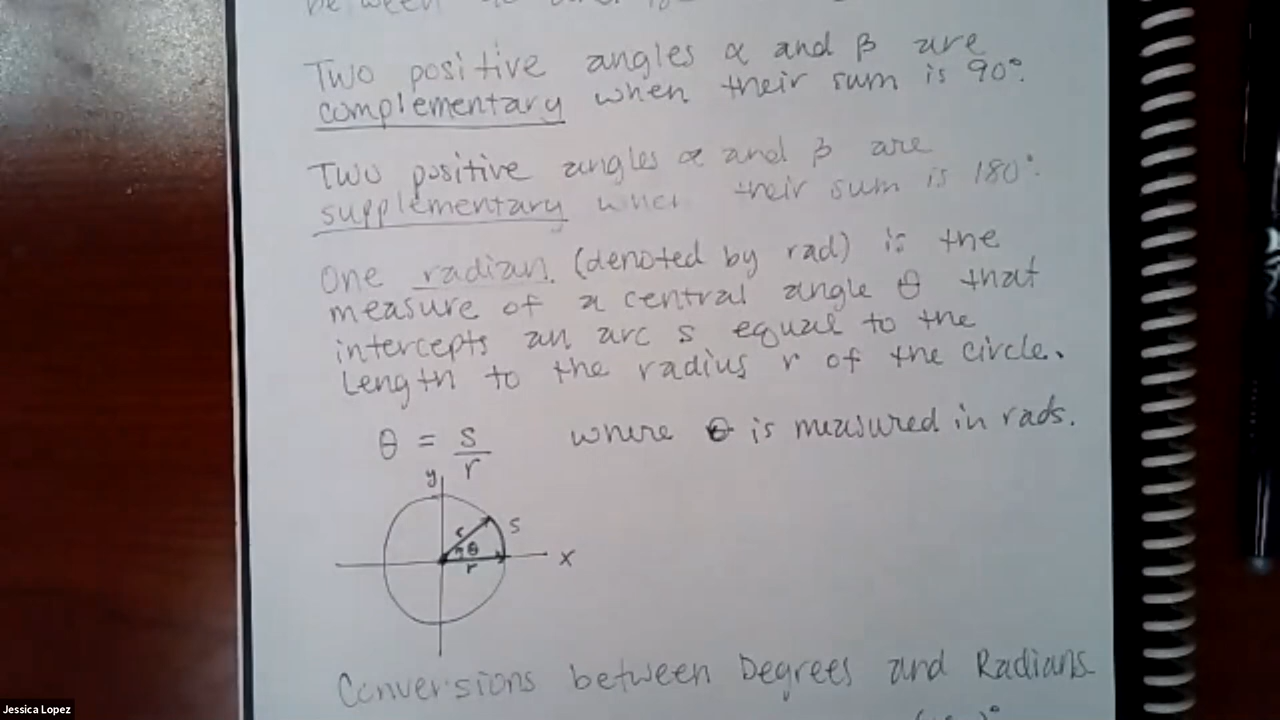 between
Two positive angles α and β are
complementary when their sum is 90°.
Two positive angles α and β are
supplementary when their sum is 180°.
One radian (denoted by rad) is the
measure of a central angle θ that
intercepts an arc s equal to the
length to the radius r of the circle.
θ = s/r where θ is measured in rads.
y
r
s
θ
r
x
Conversions between Degrees and Radians
Jessica Lopez